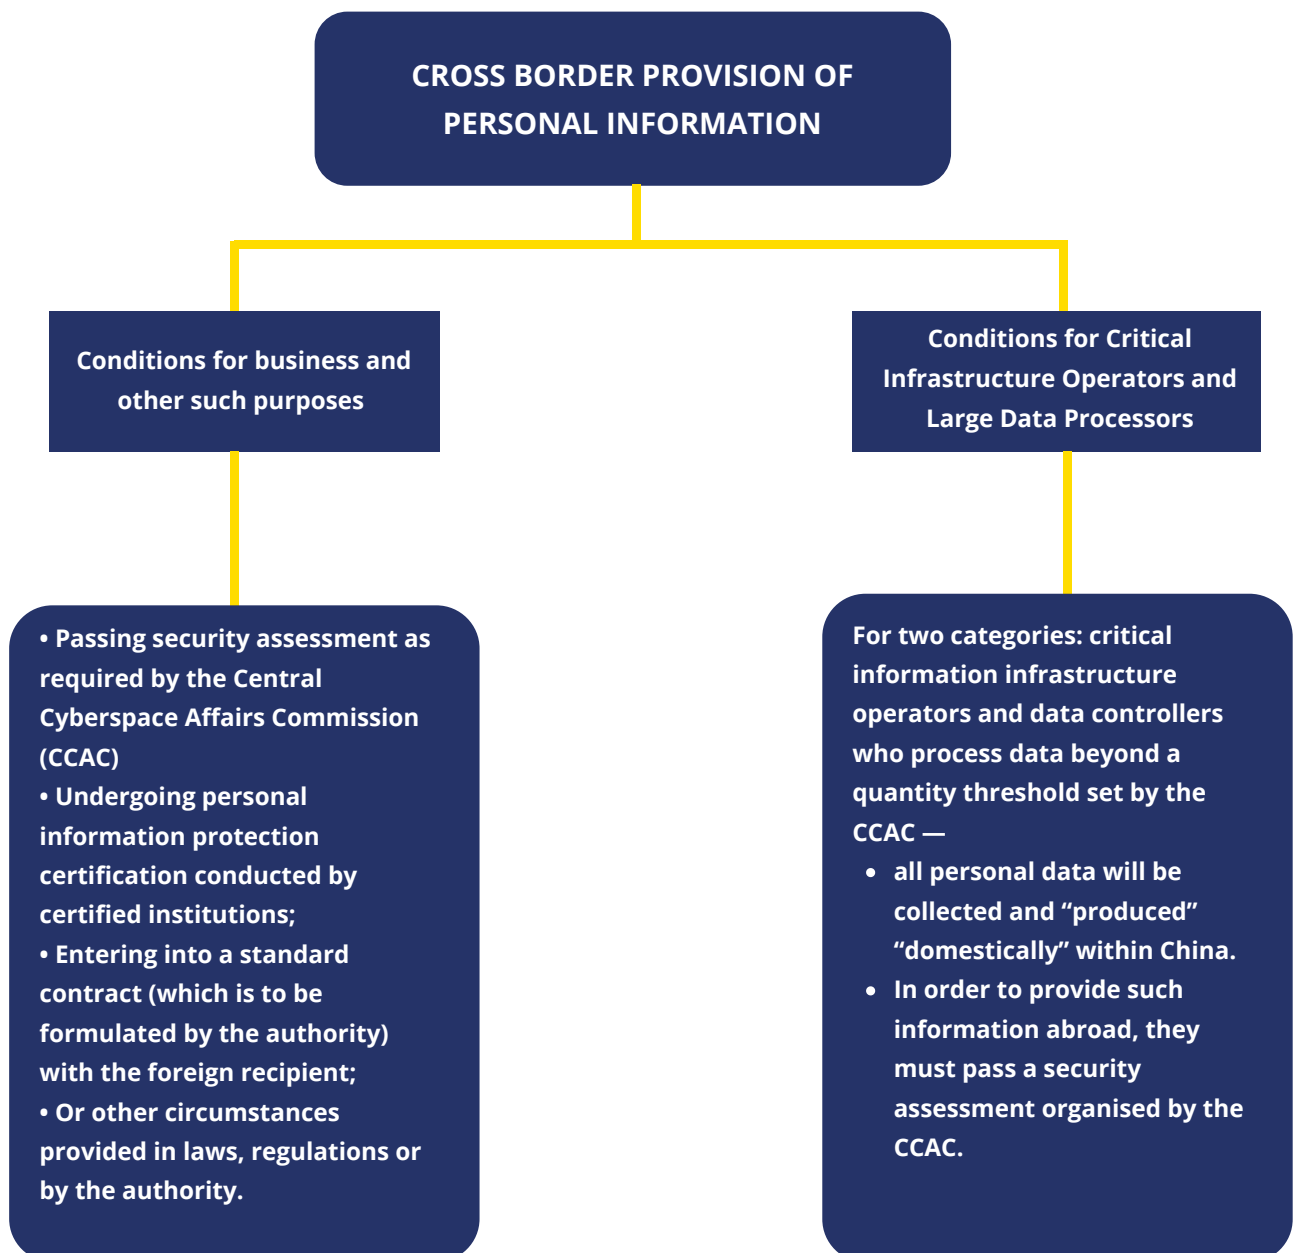 CROSS BORDER PROVISION OF
PERSONAL INFORMATION
Conditions for business and
other such purposes
Conditions for Critical
Infrastructure Operators and
Large Data Processors
• Passing security assessment as
required by the Central
Cyberspace Affairs Commission
(CCAC)
• Undergoing personal
information protection
certification conducted by
certified institutions;
• Entering into a standard
contract (which is to be
formulated by the authority)
with the foreign recipient;
• Or other circumstances
provided in laws, regulations or
by the authority.
For two categories: critical
information infrastructure
operators and data controllers
who process data beyond a
quantity threshold set by the
CCAC —
• all personal data will be
collected and “produced”
“domestically” within China.
• In order to provide such
information abroad, they
must pass a security
assessment organised by the
CCAC.